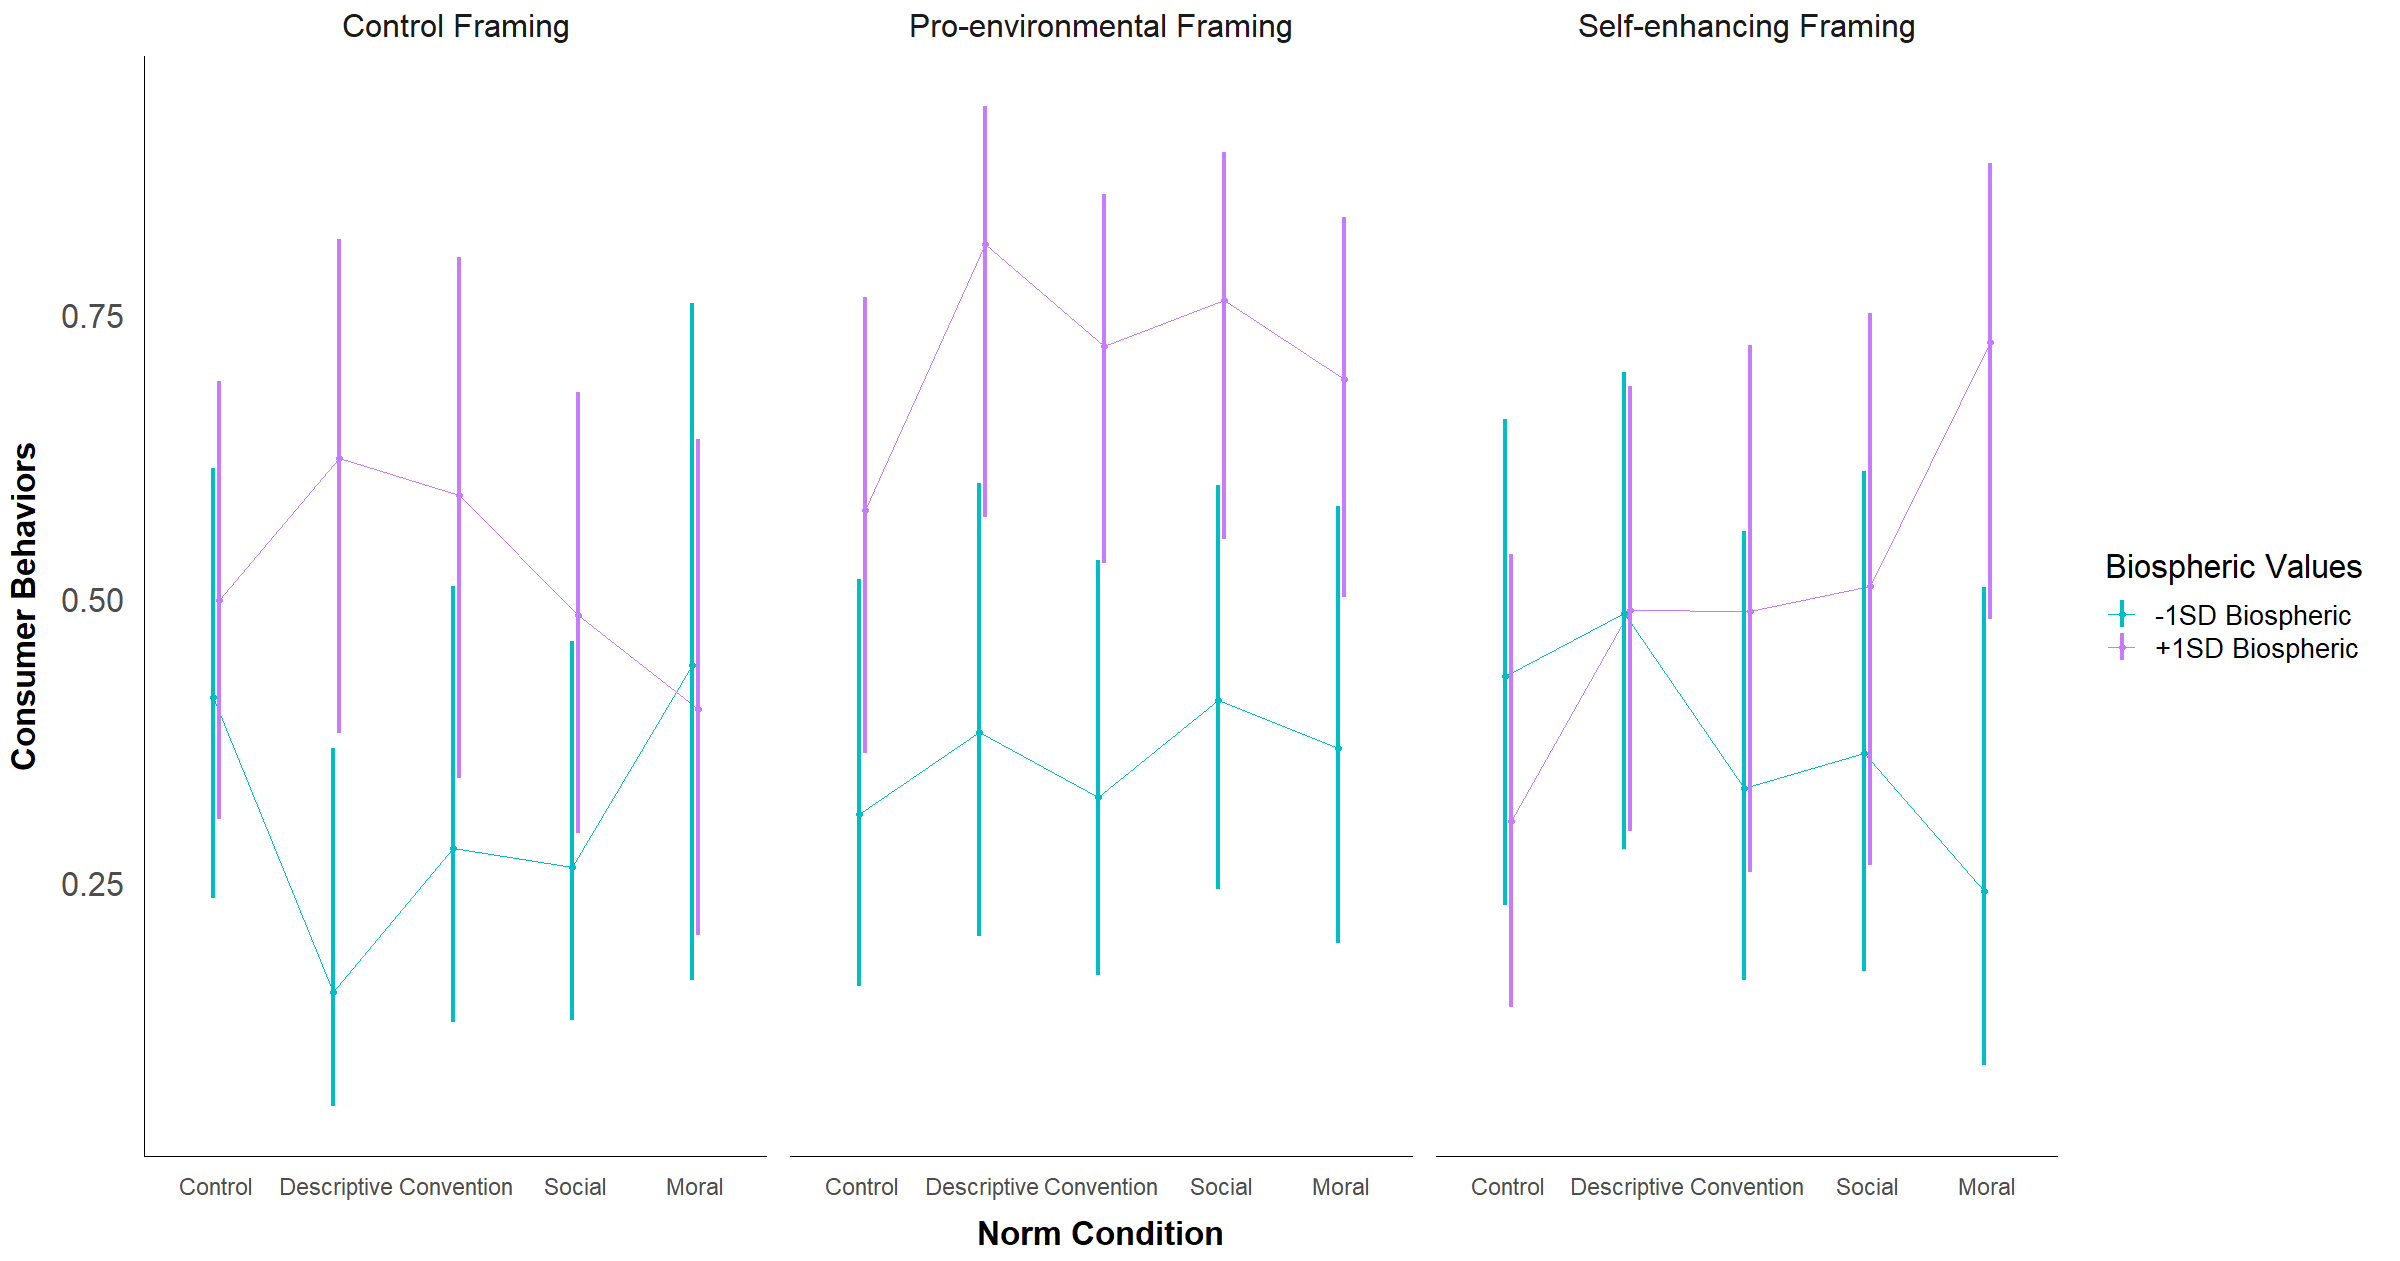 Control Framing
Pro-environmental Framing
Self-enhancing Framing
Consumer Behaviors
0.75
0.50
0.25
Control Descriptive Convention Social Moral
Control Descriptive Convention Social Moral
Control Descriptive Convention Social Moral
Norm Condition
Biospheric Values
-1SD Biospheric
+1SD Biospheric